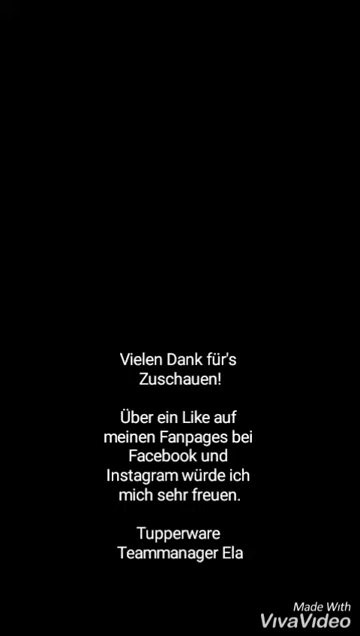 Vielen Dank für's
Zuschauen!
Über ein Like auf
meinen Fanpages bei
Facebook und
Instagram würde ich
mich sehr freuen.
Tupperware
Teammanager Ela
Made With
VivaVideo